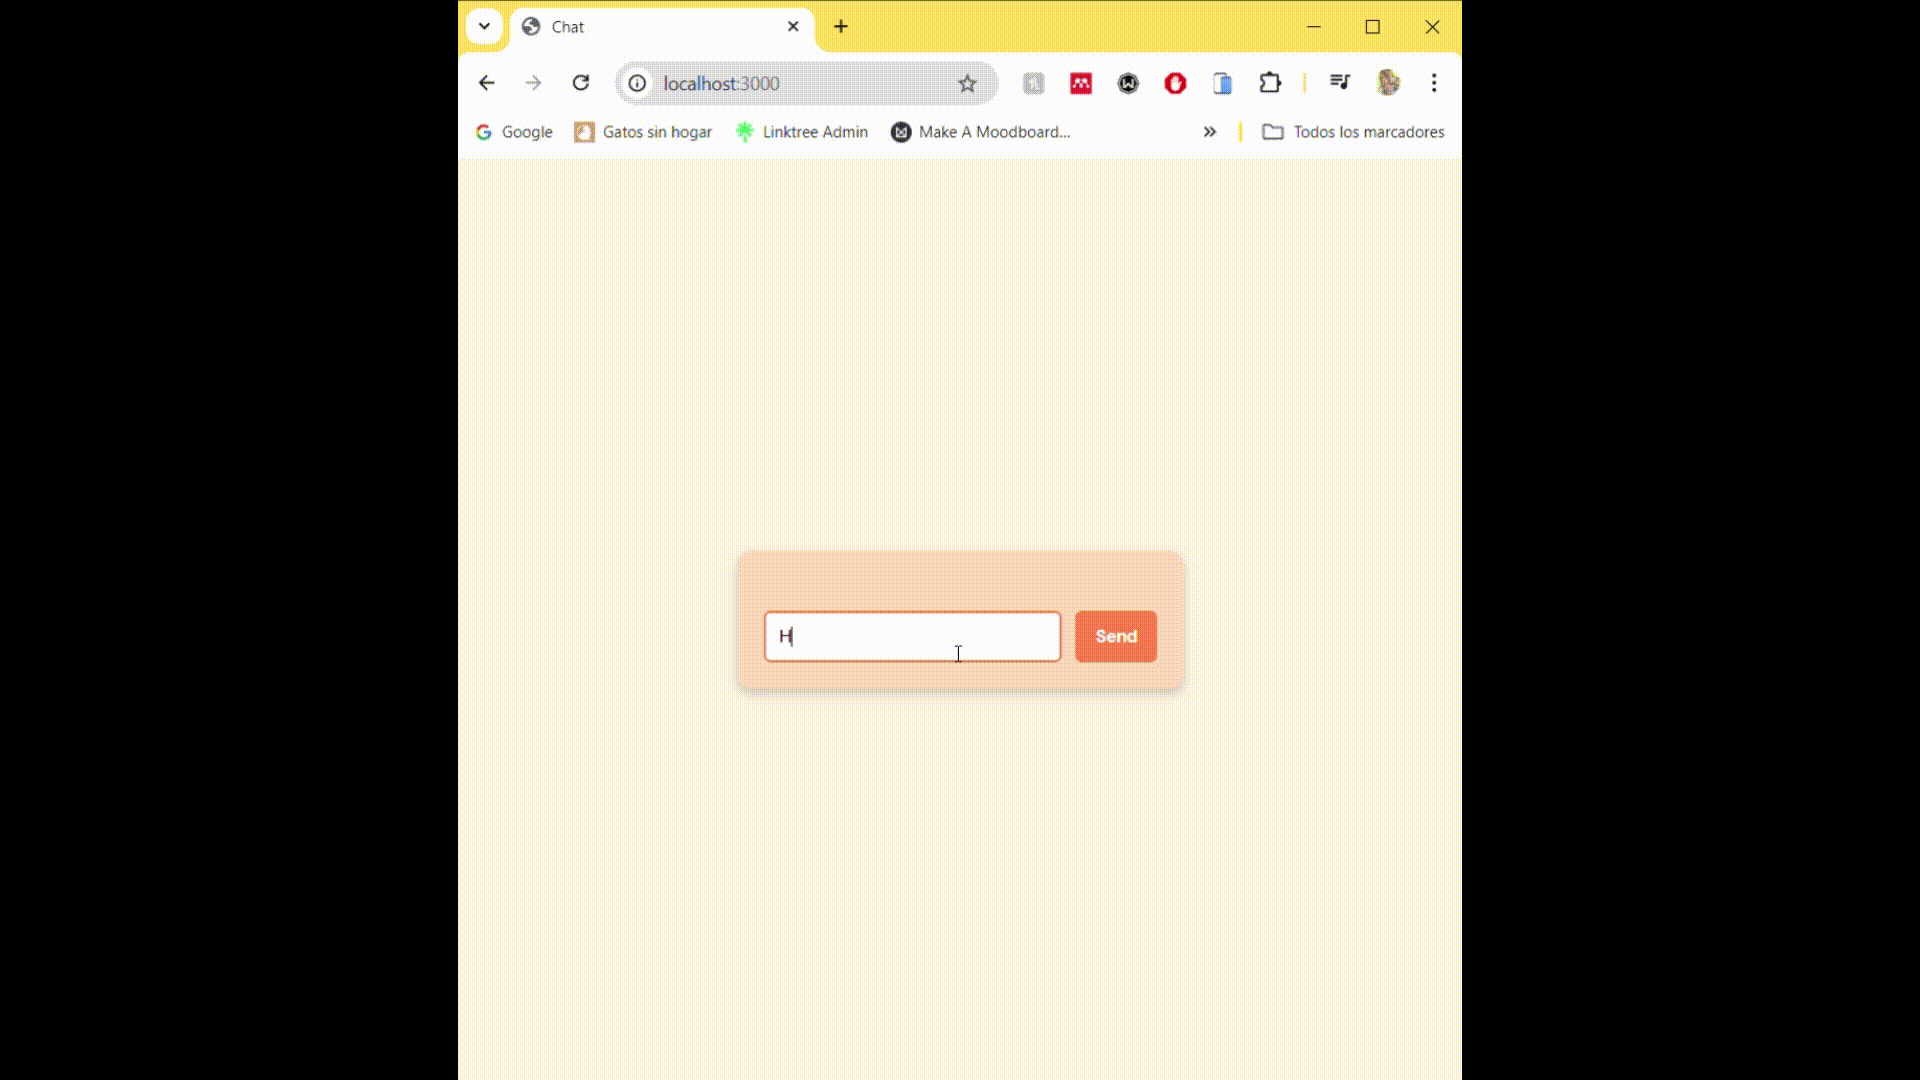 Chat
localhost:3000
Google
Gatos sin hogar
Linktree Admin
Make A Moodboard...
Todos los marcadores
H
Send